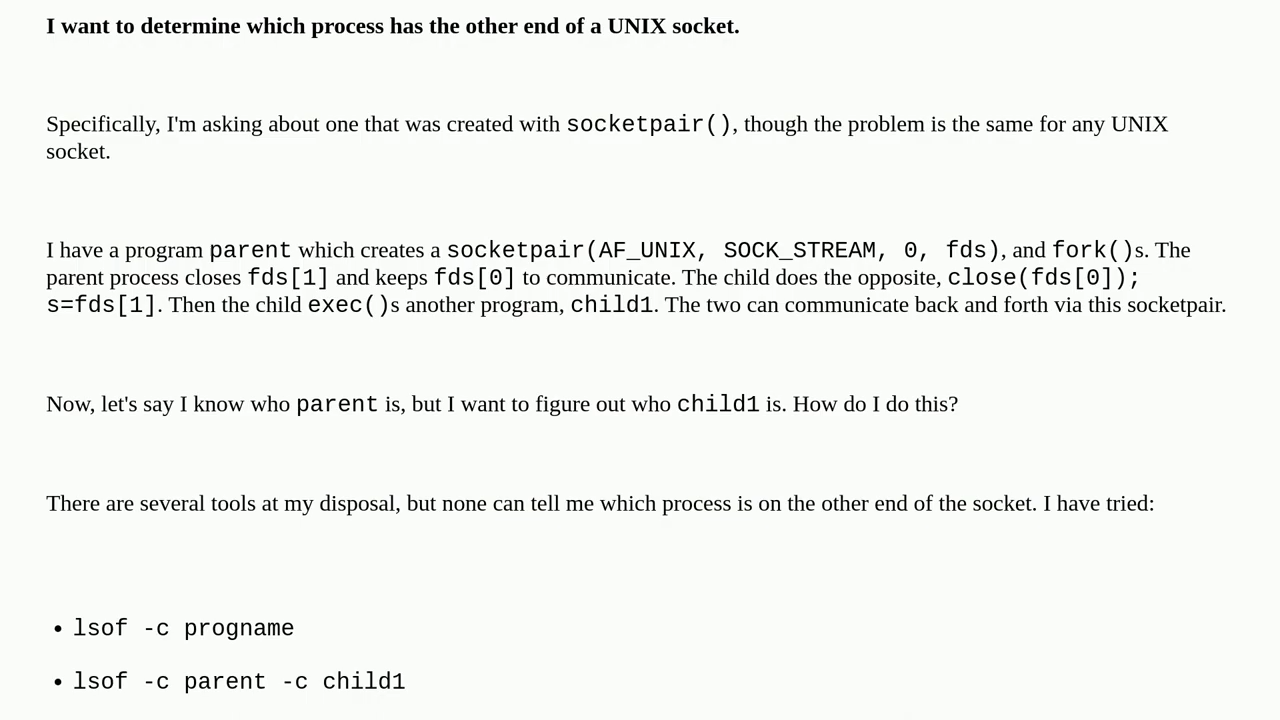 I want to determine which process has the other end of a UNIX socket.
Specifically, I'm asking about one that was created with socketpair(), though the problem is the same for any UNIX
socket.
I have a program parent which creates a socketpair(AF_UNIX, SOCK_STREAM, 0, fds), and fork()s. The
parent process closes fds[1] and keeps fds[0] to communicate. The child does the opposite, close(fds[0]);
s=fds[1]. Then the child exec()s another program, child1. The two can communicate back and forth via this socketpair.
Now, let's say I know who parent is, but I want to figure out who child1 is. How do I do this?
There are several tools at my disposal, but none can tell me which process is on the other end of the socket. I have tried:
• lsof -c progname
• lsof -c parent -c child1